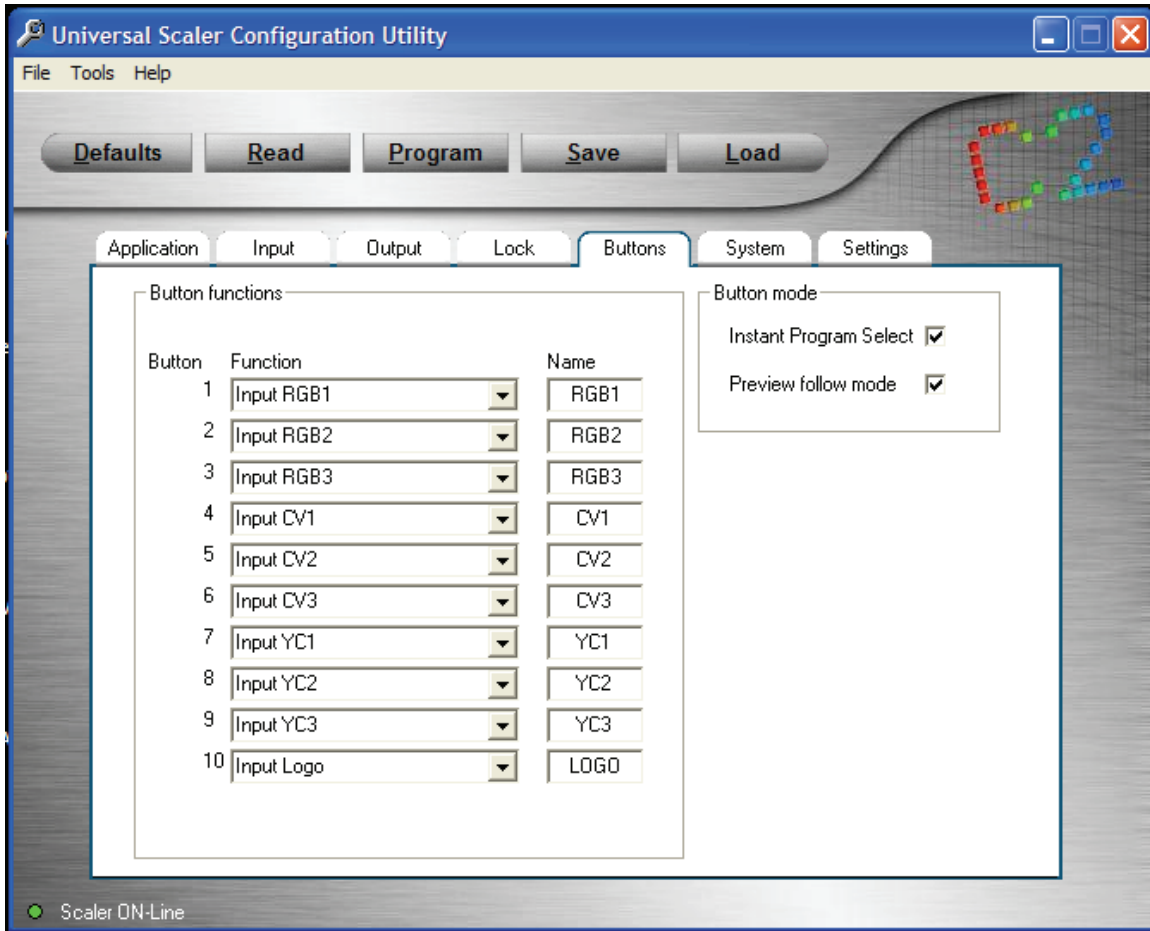 Universal Scaler Configuration Utility
File Tools Help
Defaults Read Program Save Load
C2
Application Input Output Lock Buttons System Settings
Button functions
Button mode
Instant Program Select
Preview follow mode
Button Function Name
1 Input RGB1 RGB1
2 Input RGB2 RGB2
3 Input RGB3 RGB3
4 Input CV1 CV1
5 Input CV2 CV2
6 Input CV3 CV3
7 Input YC1 YC1
8 Input YC2 YC2
9 Input YC3 YC3
10 Input Logo LOGO
Scaler ON-Line